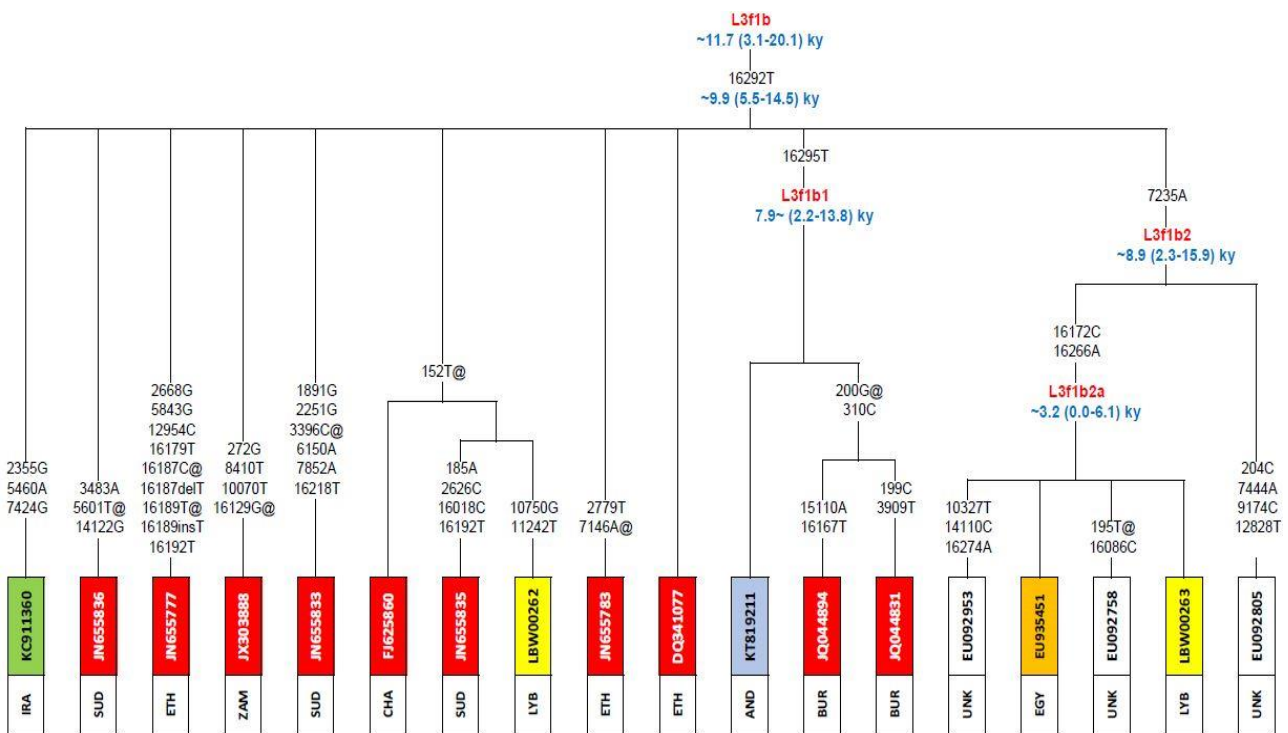 L3f1b
~11.7 (3.1-20.1) ky
16292T
~9.9 (5.5-14.5) ky
16295T
L3f1b1
7.9~ (2.2-13.8) ky
7235A
L3f1b2
~8.9 (2.3-15.9) ky
16172C
16266A
L3f1b2a
~3.2 (0.0-6.1) ky
152T@
200G@
310C
2355G
5460A
7424G
3483A
5601T@
14122G
2668G
5843G
12954C
16179T
16187C@
16187delT
16189T@
16189insT
16192T
272G
8410T
10070T
16129G@
1891G
2251G
3396C@
6150A
7852A
16218T
185A
2626C
16018C
16192T
10750G
11242T
2779T
7146A@
15110A
16167T
199C
3909T
10327T
14110C
16274A
195T@
16086C
204C
7444A
9174C
12828T
KC911360
JN655836
JN655777
JX303888
JN655833
FJ625860
JN655835
LBW00262
JN655783
DQ341077
KT819211
JQ044894
JQ044831
EU092953
EU935451
EU092758
LBW00263
EU092805
IRA
SUD
ETH
ZAM
SUD
CHA
SUD
LYB
ETH
ETH
AND
BUR
BUR
UNK
EGY
UNK
LYB
UNK